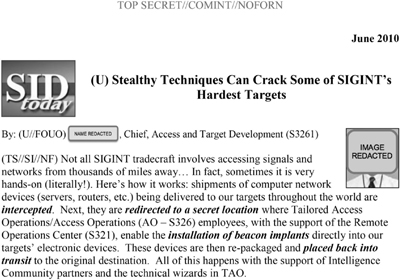 TOP SECRET//COMINT//NOFORN
June 2010
SID
today
(U) Stealthy Techniques Can Crack Some of SIGINT's
Hardest Targets
By: (U//FOUO) NAME REDACTED , Chief, Access and Target Development (S3261)
IMAGE
REDACTED
(TS//SI//NF) Not all SIGINT tradecraft involves accessing signals and
networks from thousands of miles away... In fact, sometimes it is very
hands-on (literally!). Here's how it works: shipments of computer network
devices (servers, routers, etc.) being delivered to our targets throughout the world are
intercepted. Next, they are redirected to a secret location where Tailored Access
Operations/Access Operations (AO – S326) employees, with the support of the Remote
Operations Center (S321), enable the installation of beacon implants directly into our
targets' electronic devices. These devices are then re-packaged and placed back into
transit to the original destination. All of this happens with the support of Intelligence
Community partners and the technical wizards in TAO.